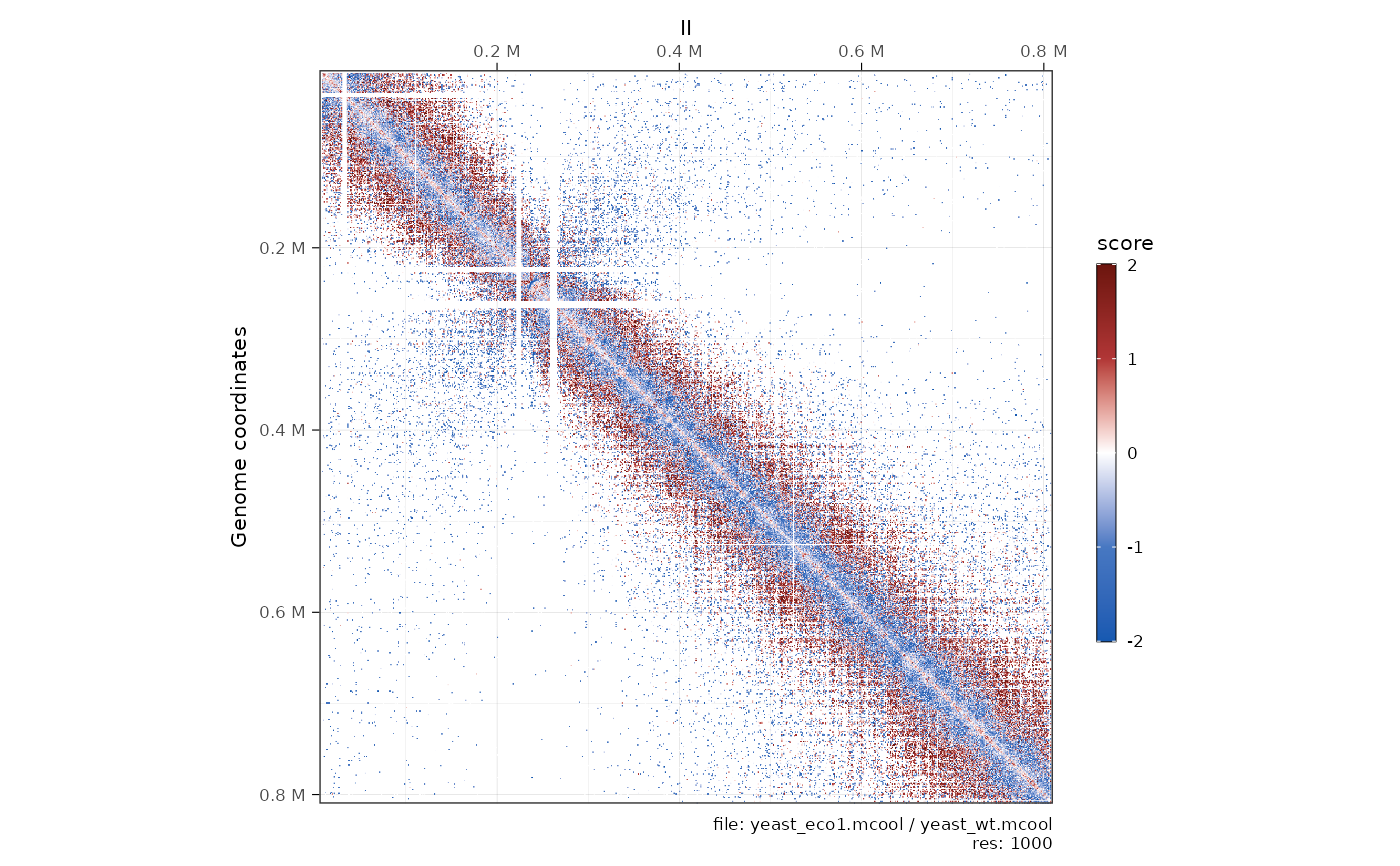 II
0.2 M 0.4 M 0.6 M 0.8 M
Genome coordinates
0.2 M
0.4 M
0.6 M
0.8 M
score
2
1
0
-1
-2
file: yeast_eco1.mcool / yeast_wt.mcool
res: 1000